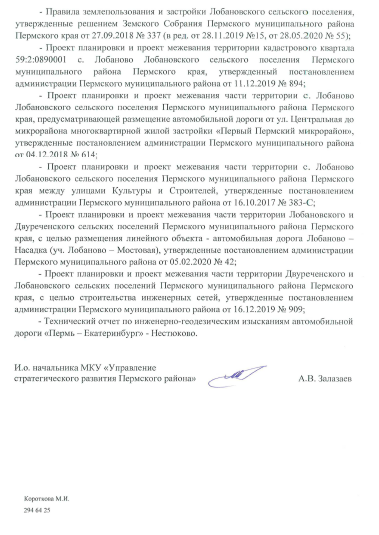 - Правила землепользования и застройки Лобановского сельского поселения,
утвержденные решением Земского Собрания Пермского муниципального района
Пермского края от 27.09.2018 № 337 (в ред. от 28.11.2019 №15, от 28.05.2020 № 55);
- Проект планировки и проект межевания территории кадастрового квартала
59:2:0890001 с. Лобаново Лобановского сельского поселения Пермского
муниципального района Пермского края, утвержденный постановлением
администрации Пермского муниципального района от 11.12.2019 № 894;
- Проект планировки и проект межевания части территории с. Лобаново
Лобановского сельского поселения Пермского муниципального района Пермского
края, предусматривающей размещение автомобильной дороги от ул. Центральная до
микрорайона многоквартирной жилой застройки «Первый Пермский микрорайон»,
утвержденные постановлением администрации Пермского муниципального района
от 04.12.2018 № 614;
- Проект планировки и проект межевания части территории с. Лобаново
Лобановского сельского поселения Пермского муниципального района Пермского
края между улицами Культуры и Строителей, утвержденные постановлением
администрации Пермского муниципального района от 16.10.2017 № 383-С;
- Проект планировки и проект межевания части территории Лобановского и
Двуреченского сельских поселений Пермского муниципального района Пермского
края, с целью размещения линейного объекта - автомобильная дорога Лобаново –
Насадка (уч. Лобаново – Мостовая), утвержденные постановлением администрации
Пермского муниципального района от 05.02.2020 № 42;
- Проект планировки и проект межевания части территории Двуреченского и
Лобановского сельских поселений Пермского муниципального района Пермского
края, с целью строительства инженерных сетей, утвержденные постановлением
администрации Пермского муниципального района от 16.12.2019 № 909;
- Технический отчет по инженерно-геодезическим изысканиям автомобильной
дороги «Пермь – Екатеринбург» - Нестюково.
И.о. начальника МКУ «Управление
стратегического развития Пермского района»
А.В. Залазаев
Короткова М.И.
294 64 25